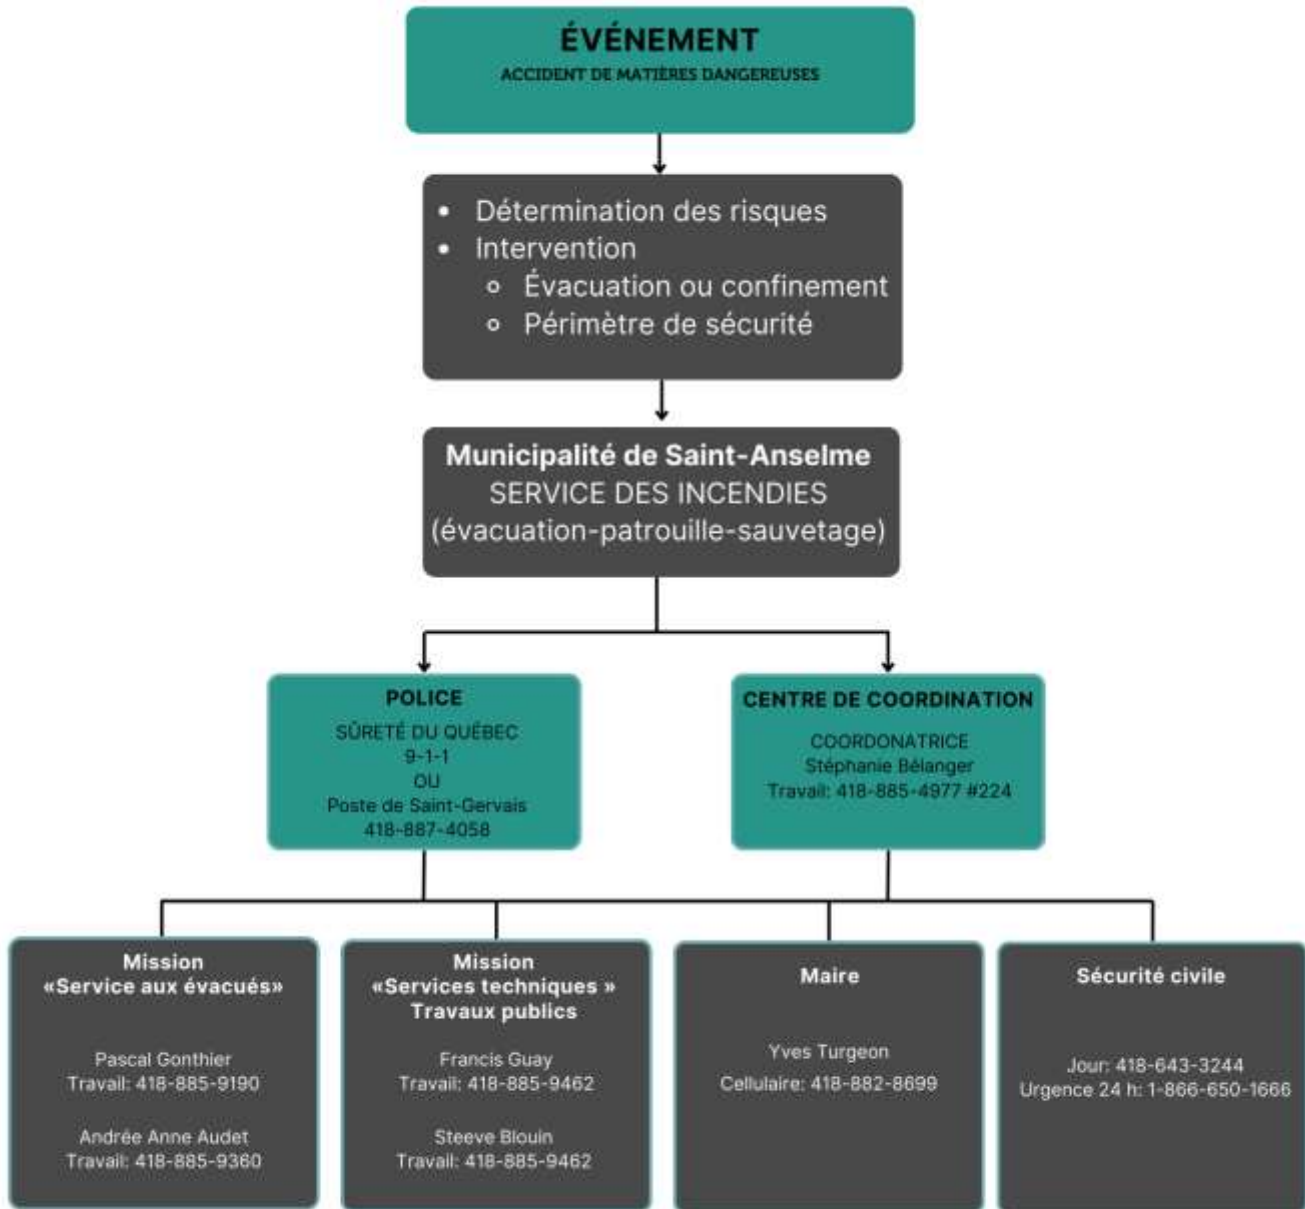 ÉVÉNEMENT
ACCIDENT DE MATIÈRES DANGEREUSES
• Détermination des risques
• Intervention
◦ Évacuation ou confinement
◦ Périmètre de sécurité
Municipalité de Saint-Anselme
SERVICE DES INCENDIES
(évacuation-patrouille-sauvetage)
POLICE
SÛRETÉ DU QUÉBEC
9-1-1
OU
Poste de Saint-Gervais
418-887-4058
CENTRE DE COORDINATION
COORDONATRICE
Stéphanie Bélanger
Travail: 418-885-4977 #224
Mission
«Service aux évacués»
Pascal Gonthier
Travail: 418-885-9190
Andrée Anne Audet
Travail: 418-885-9360
Mission
«Services techniques »
Travaux publics
Francis Guay
Travail: 418-885-9462
Steeve Blouin
Travail: 418-885-9462
Maire
Yves Turgeon
Cellulaire: 418-882-8699
Sécurité civile
Jour: 418-643-3244
Urgence 24 h: 1-866-650-1666